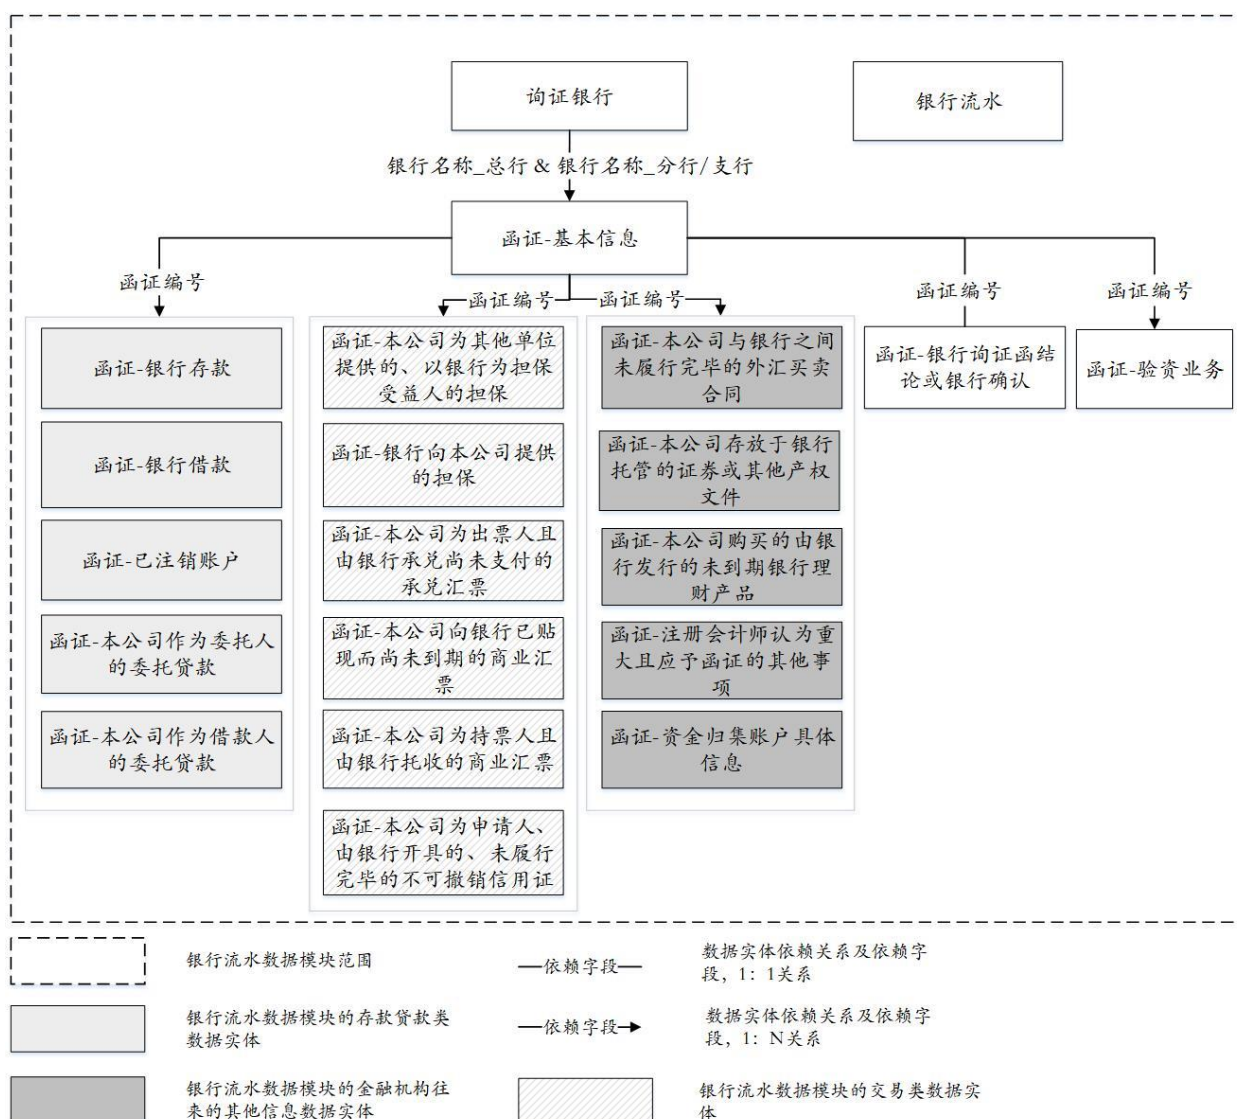 询证银行
银行流水
银行名称_总行 & 银行名称_分行/支行
函证-基本信息
函证编号
函证编号
函证编号
函证编号
函证编号
函证-银行存款
函证-银行借款
函证-已注销账户
函证-本公司作为委托人
的委托贷款
函证-本公司作为借款人
的委托贷款
函证-本公司为其他单位
提供的、以银行为担保
受益人的担保
函证-银行向本公司提供
的担保
函证-本公司为出票人且
由银行承兑尚未支付的
承兑汇票
函证-本公司向银行已贴
现而尚未到期的商业汇
票
函证-本公司为持票人且
由银行托收的商业汇票
函证-本公司为申请人、
由银行开具的、未履行
完毕的不可撤销信用证
函证-本公司与银行之间
未履行完毕的外汇买卖
合同
函证-本公司存放于银行
托管的证券或其他产权
文件
函证-本公司购买的由银
行发行的未到期银行理
财产品
函证-注册会计师认为重
大且应予函证的其他事
项
函证-资金归集账户具体
信息
函证-银行询证函结
论或银行确认
函证-验资业务
银行流水数据模块范围
依赖字段
数据实体依赖关系及依赖字
段，1：1关系
银行流水数据模块的存款贷款类
数据实体
依赖字段
数据实体依赖关系及依赖字
段，1：N关系
银行流水数据模块的金融机构往
来的其他信息数据实体
银行流水数据模块的交易类数据实
体